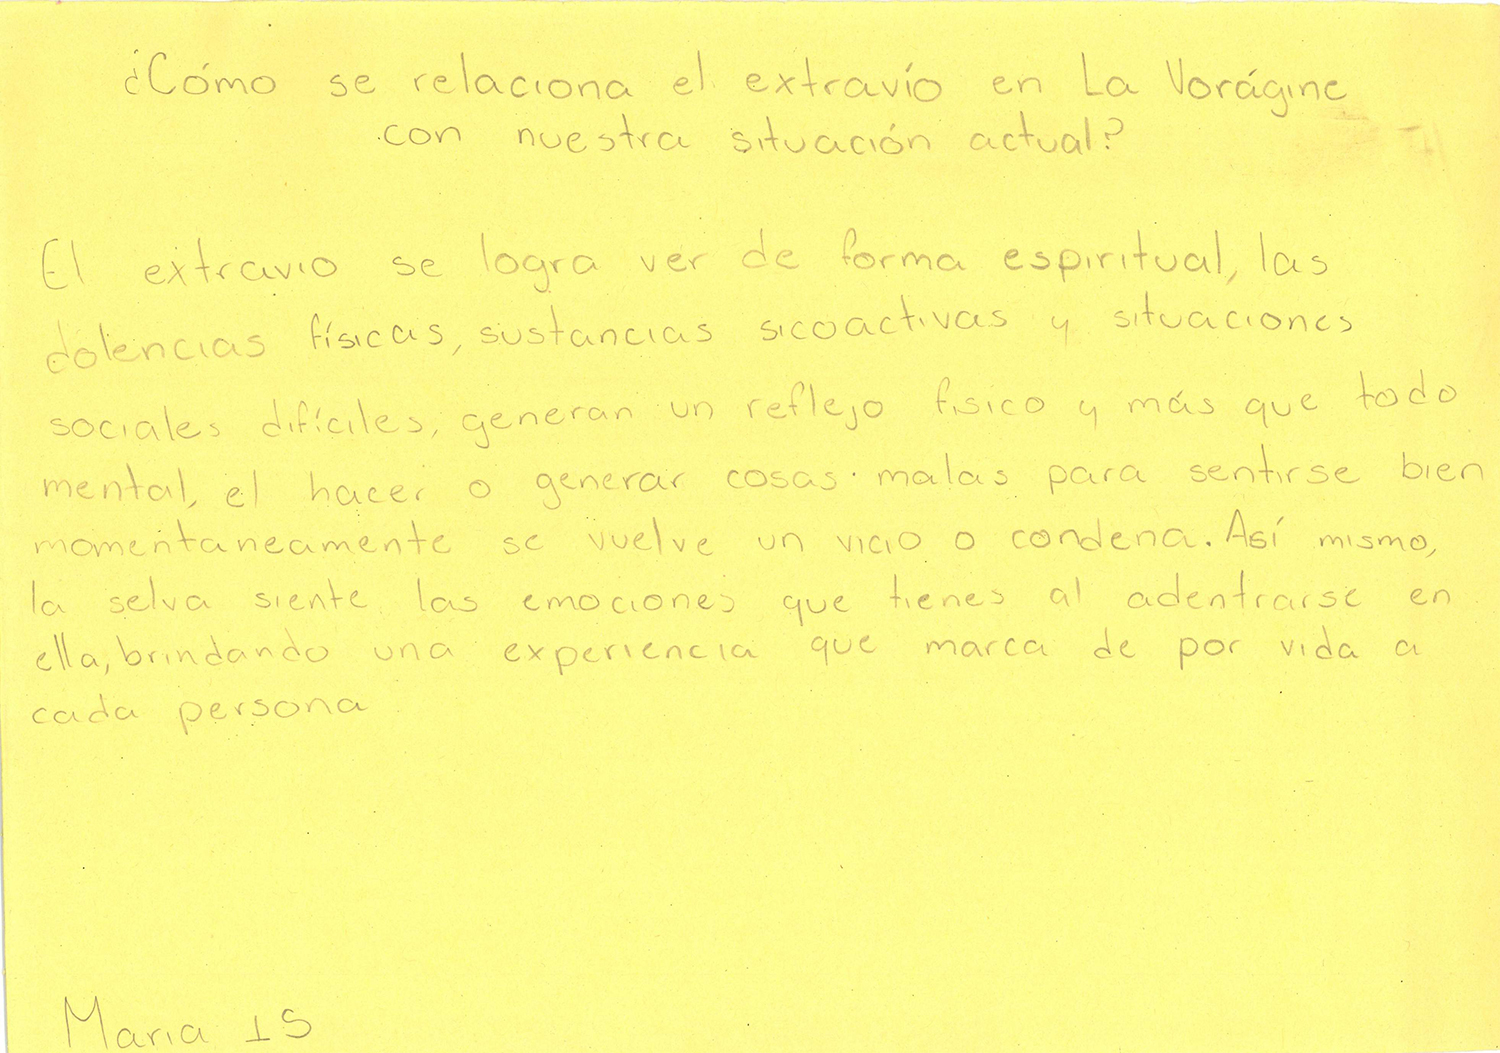 ¿Cómo se relaciona el extravío en La Vorágine
con nuestra situación actual?
El extravio se logra ver de forma espiritual, las
dolencias físicas, sustancias sicoactivas y situaciones
sociales difíciles, generan un reflejo fisico y más que todo
mental, el hacer o generar cosas malas para sentirse bien
momentaneamente se vuelve un vicio o condena. Así mismo,
la selva siente las emociones que tienes al adentrarse en
ella, brindando una experiencia que marca de por vida a
cada persona
Maria 15